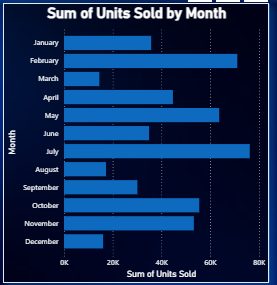 Sum of Units Sold by Month
Month
January
February
March
April
May
June
July
August
September
October
November
December
0K 20K 40K 60K 80K
Sum of Units Sold